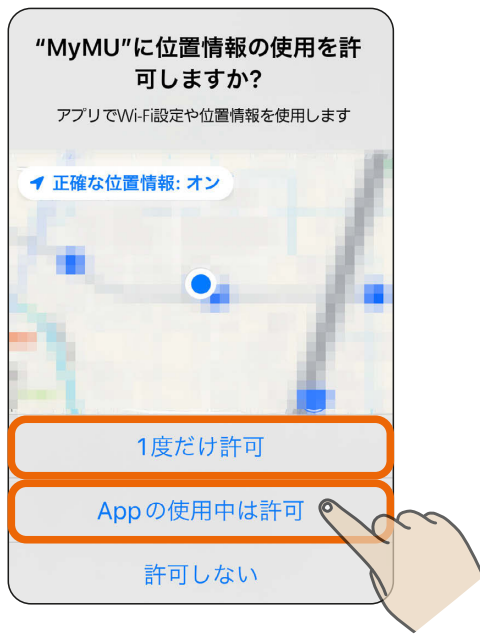 “MyMU”に位置情報の使用を許
可しますか?
アプリでWi-Fi設定や位置情報を使用します
正確な位置情報: オン
1度だけ許可
Appの使用中は許可
許可しない